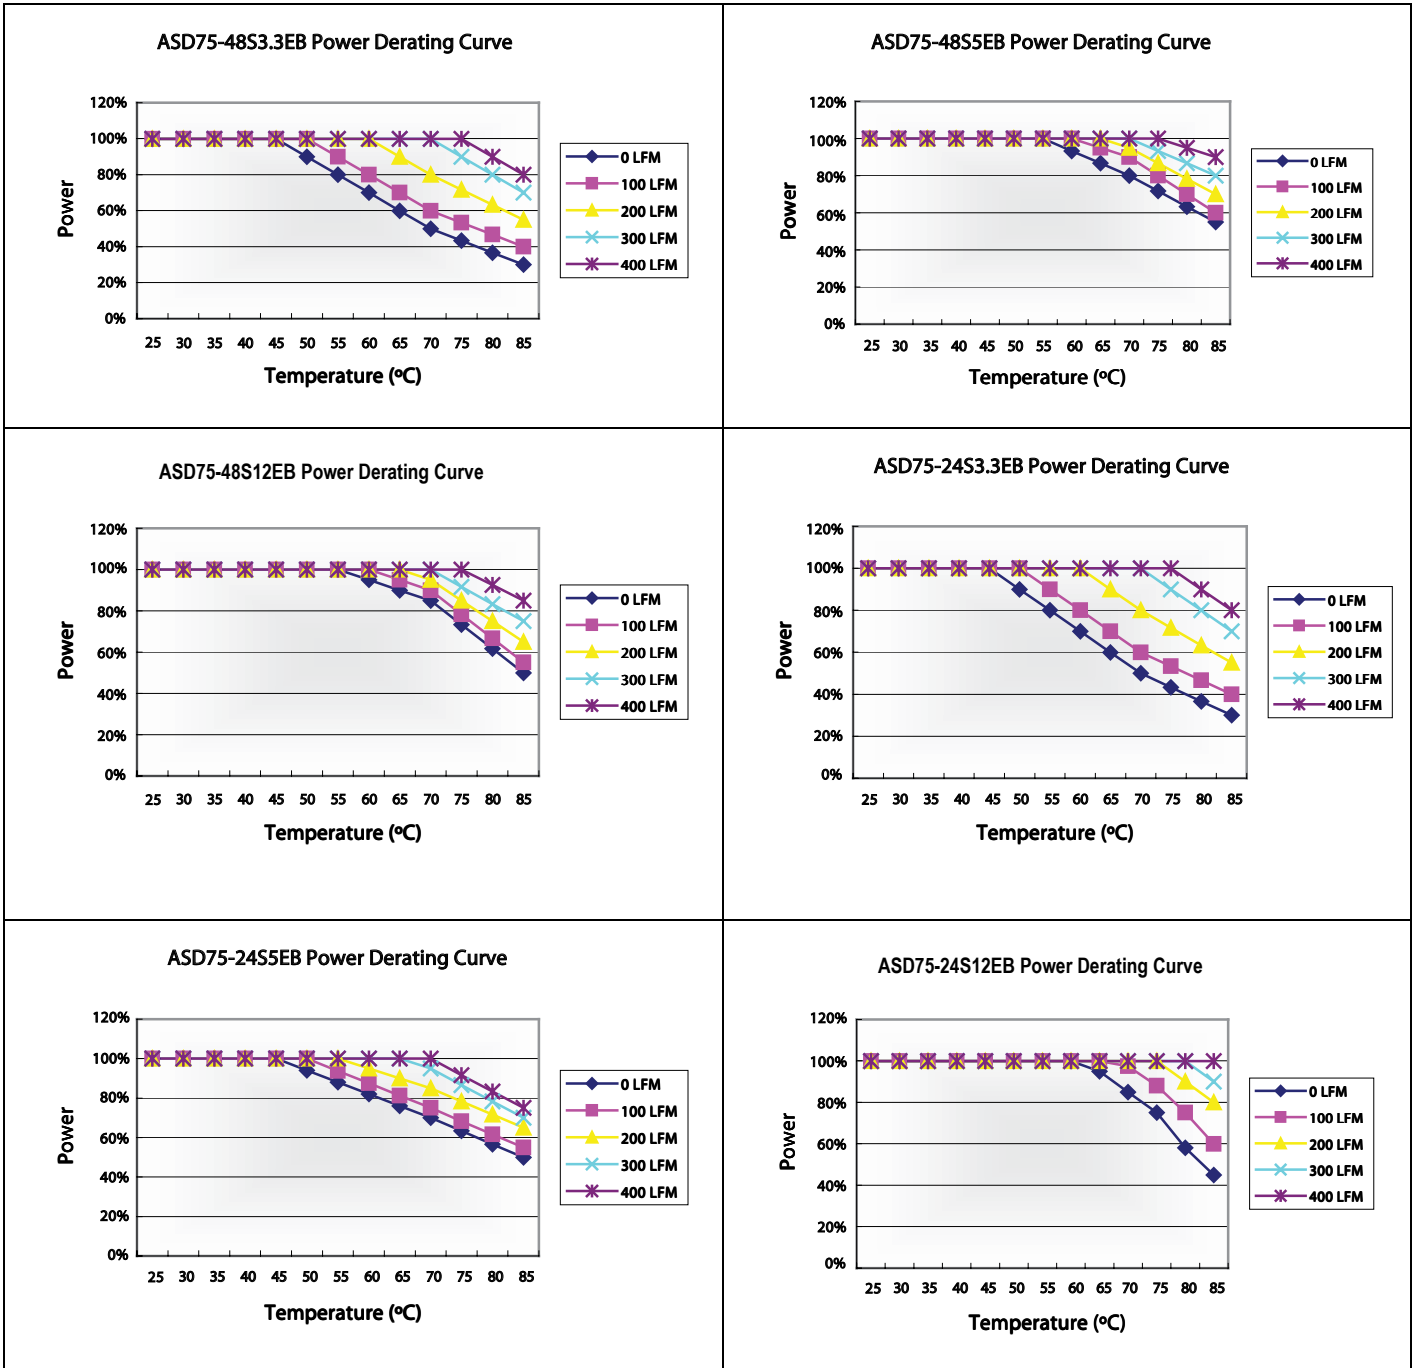 ASD75-48S3.3EB Power Derating Curve
120%
100%
80%
60%
40%
20%
0%
Power
25 30 35 40 45 50 55 60 65 70 75 80 85
Temperature (ºC)
0 LFM
100 LFM
200 LFM
300 LFM
400 LFM
ASD75-48S5EB Power Derating Curve
120%
100%
80%
60%
40%
20%
0%
Power
25 30 35 40 45 50 55 60 65 70 75 80 85
Temperature (ºC)
0 LFM
100 LFM
200 LFM
300 LFM
400 LFM
ASD75-48S12EB Power Derating Curve
120%
100%
80%
60%
40%
20%
0%
Power
25 30 35 40 45 50 55 60 65 70 75 80 85
Temperature (ºC)
0 LFM
100 LFM
200 LFM
300 LFM
400 LFM
ASD75-24S3.3EB Power Derating Curve
120%
100%
80%
60%
40%
20%
0%
Power
25 30 35 40 45 50 55 60 65 70 75 80 85
Temperature (ºC)
0 LFM
100 LFM
200 LFM
300 LFM
400 LFM
ASD75-24S5EB Power Derating Curve
120%
100%
80%
60%
40%
20%
0%
Power
25 30 35 40 45 50 55 60 65 70 75 80 85
Temperature (ºC)
0 LFM
100 LFM
200 LFM
300 LFM
400 LFM
ASD75-24S12EB Power Derating Curve
120%
100%
80%
60%
40%
20%
0%
Power
25 30 35 40 45 50 55 60 65 70 75 80 85
Temperature (ºC)
0 LFM
100 LFM
200 LFM
300 LFM
400 LFM